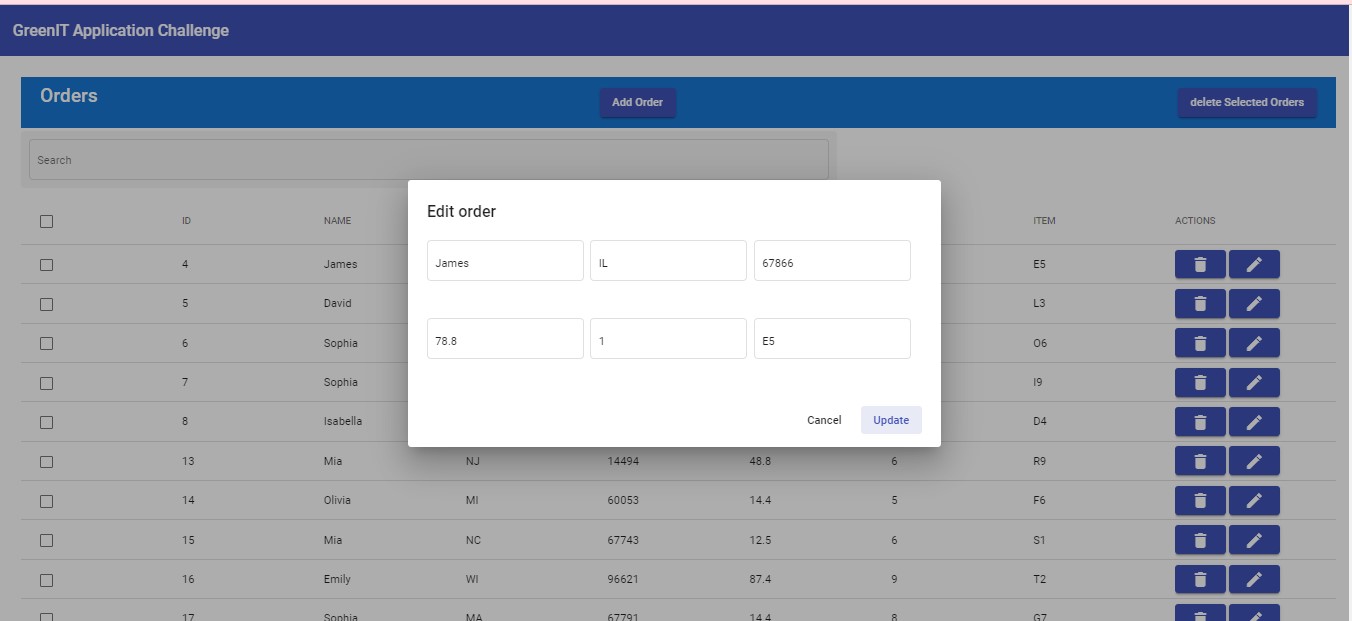 GreenIT Application Challenge
Orders Add Order delete Selected Orders
Search
Edit order
ID NAME ITEM ACTIONS
James IL 67866
4 James E5
5 David L3
78.8 1 E5
6 Sophia O6
7 Sophia I9
Cancel Update
8 Isabella D4
13 Mia NJ 14494 48.8 6 R9
14 Olivia MI 60053 14.4 5 F6
15 Mia NC 67743 12.5 6 S1
16 Emily WI 96621 87.4 9 T2
17 Sophia MA 67791 14.4 8 G7